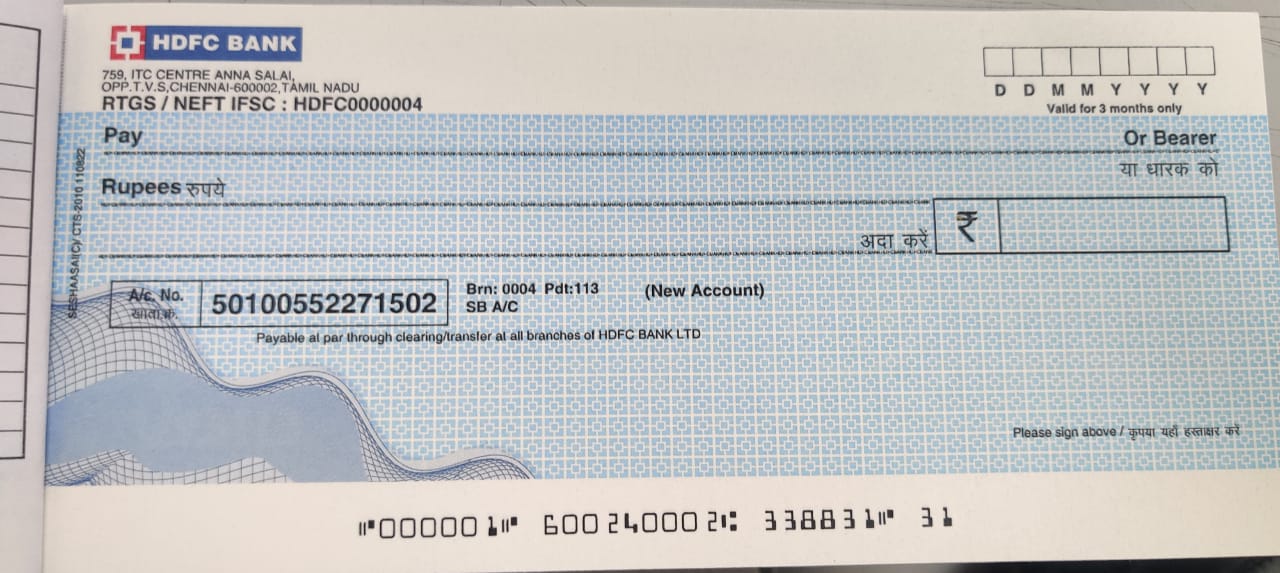 HDFC BANK
759, ITC CENTRE ANNA SALAI,
OPP.T.V.S,CHENNAI-600002,TAMIL NADU
RTGS / NEFT IFSC : HDFC0000004
D D M M Y Y Y Y
Valid for 3 months only
Pay
Or Bearer
या धारक को
Rupees रुपये
अदा करें
₹
A/c. No.
खाता क्र.
50100552271502
Brn: 0004 Pdt:113
SB A/C
(New Account)
Payable at par through clearing/transfer at all branches of HDFC BANK LTD
Please sign above / कृपया यहाँ हस्ताक्षर करें
⑈000001⑈ 600240002⑆ 338831⑈ 31
CTS-2010 110822